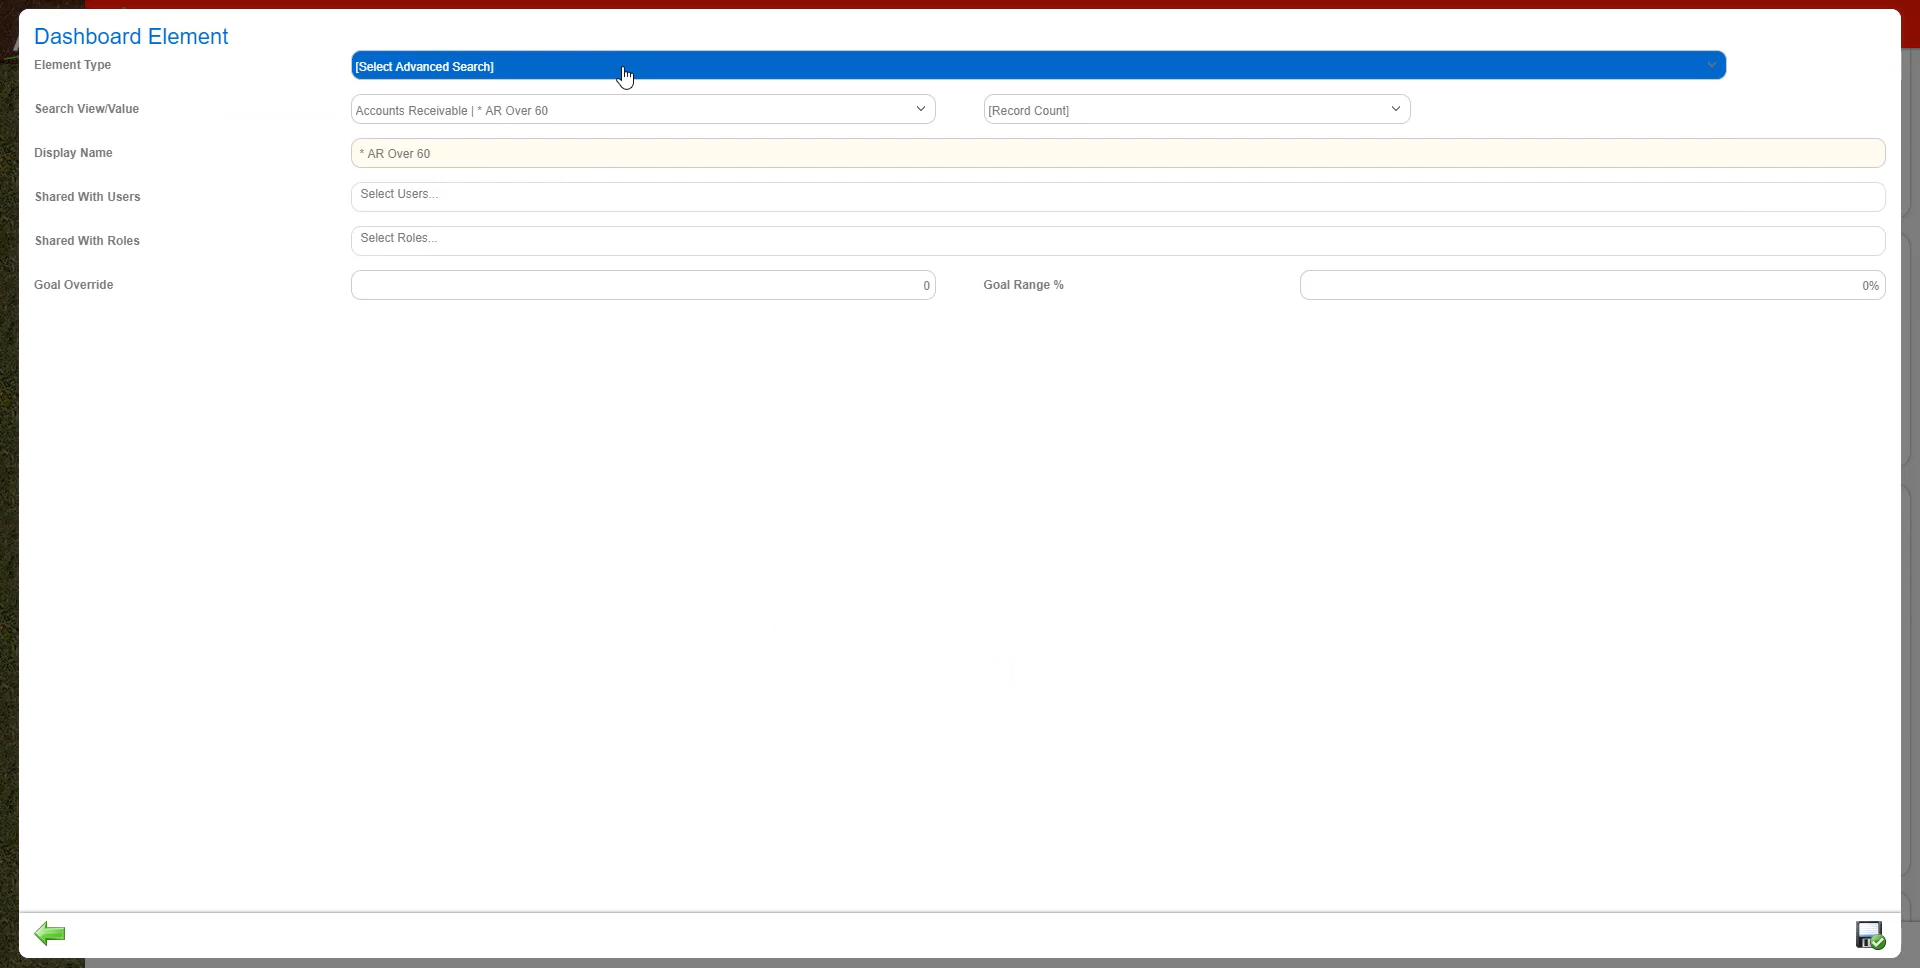 Dashboard Element
Element Type
[Select Advanced Search]
Search View/Value
Accounts Receivable | * AR Over 60
[Record Count]
Display Name
* AR Over 60
Shared With Users
Select Users...
Shared With Roles
Select Roles...
Goal Override
0
Goal Range %
0%